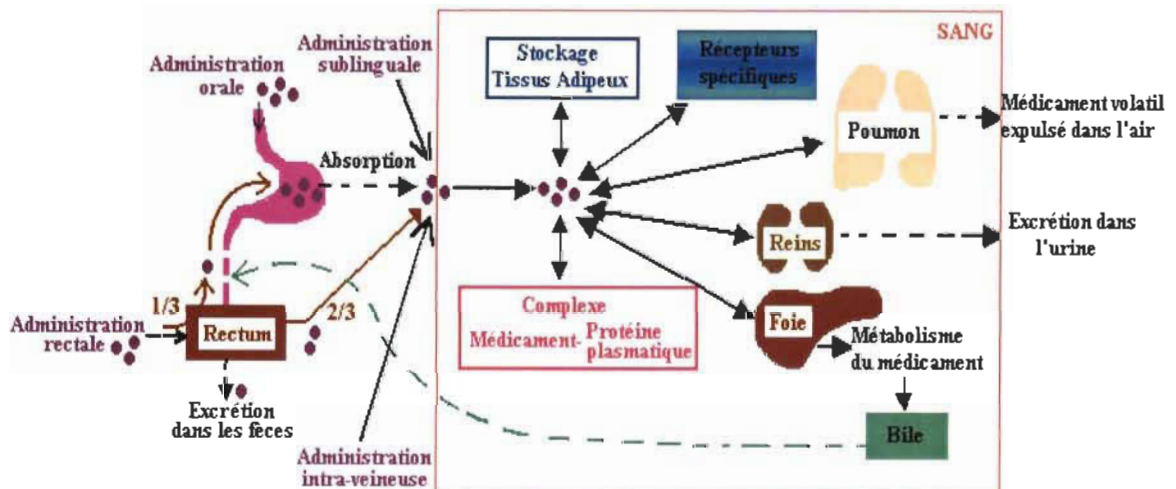 Administration
orale
Administration
sublinguale
Absorption
1/3
2/3
Administration
rectale
Rectum
Excrétion
dans les fèces
Administration
intra-veineuse
SANG
Stockage
Tissus Adipeux
Récepteurs
spécifiques
Poumon
Médicament volatil
expulsé dans l'air
Reins
Excrétion dans
l'urine
Complexe
Médicament- Protéine
plasmatique
Foie
Métabolisme
du médicament
Bile